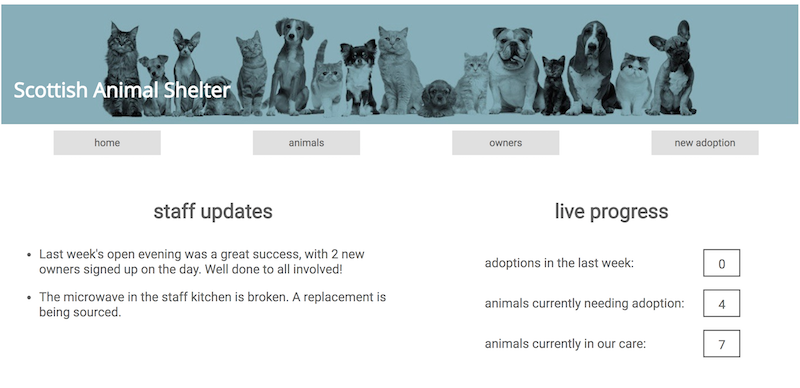 Scottish Animal Shelter
home
animals
owners
new adoption
staff updates
• Last week's open evening was a great success, with 2 new
owners signed up on the day. Well done to all involved!
• The microwave in the staff kitchen is broken. A replacement is
being sourced.
live progress
adoptions in the last week: 0
animals currently needing adoption: 4
animals currently in our care: 7